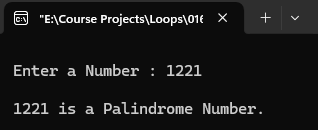 "E:\Course Projects\Loops\016
Enter a Number : 1221
1221 is a Palindrome Number.